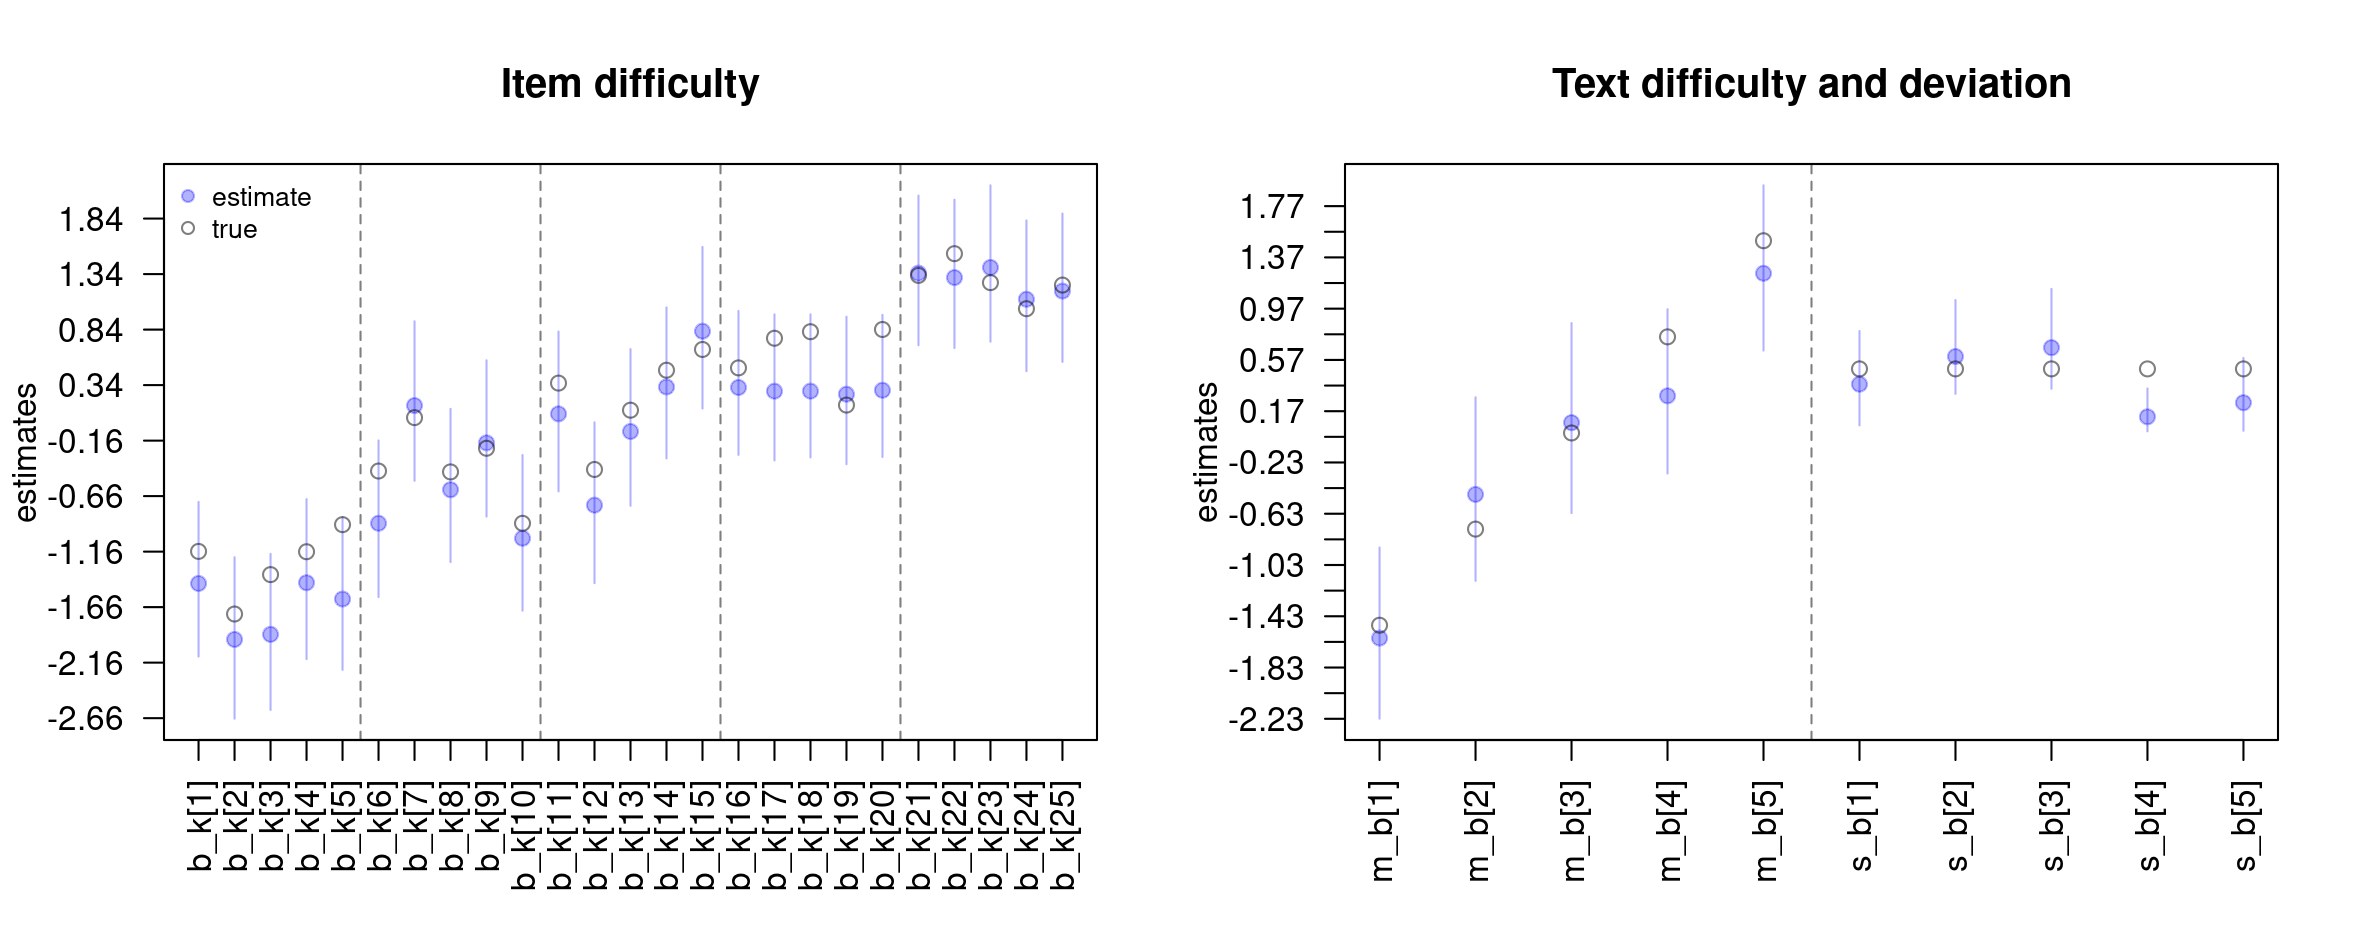 Item difficulty
estimate
true
estimates
1.84
1.34
0.84
0.34
-0.16
-0.66
-1.16
-1.66
-2.16
-2.66
b_k[1]
b_k[2]
b_k[3]
b_k[4]
b_k[5]
b_k[6]
b_k[7]
b_k[8]
b_k[9]
b_k[10]
b_k[11]
b_k[12]
b_k[13]
b_k[14]
b_k[15]
b_k[16]
b_k[17]
b_k[18]
b_k[19]
b_k[20]
b_k[21]
b_k[22]
b_k[23]
b_k[24]
b_k[25]
Text difficulty and deviation
estimates
1.77
1.37
0.97
0.57
0.17
-0.23
-0.63
-1.03
-1.43
-1.83
-2.23
m_b[1]
m_b[2]
m_b[3]
m_b[4]
m_b[5]
s_b[1]
s_b[2]
s_b[3]
s_b[4]
s_b[5]